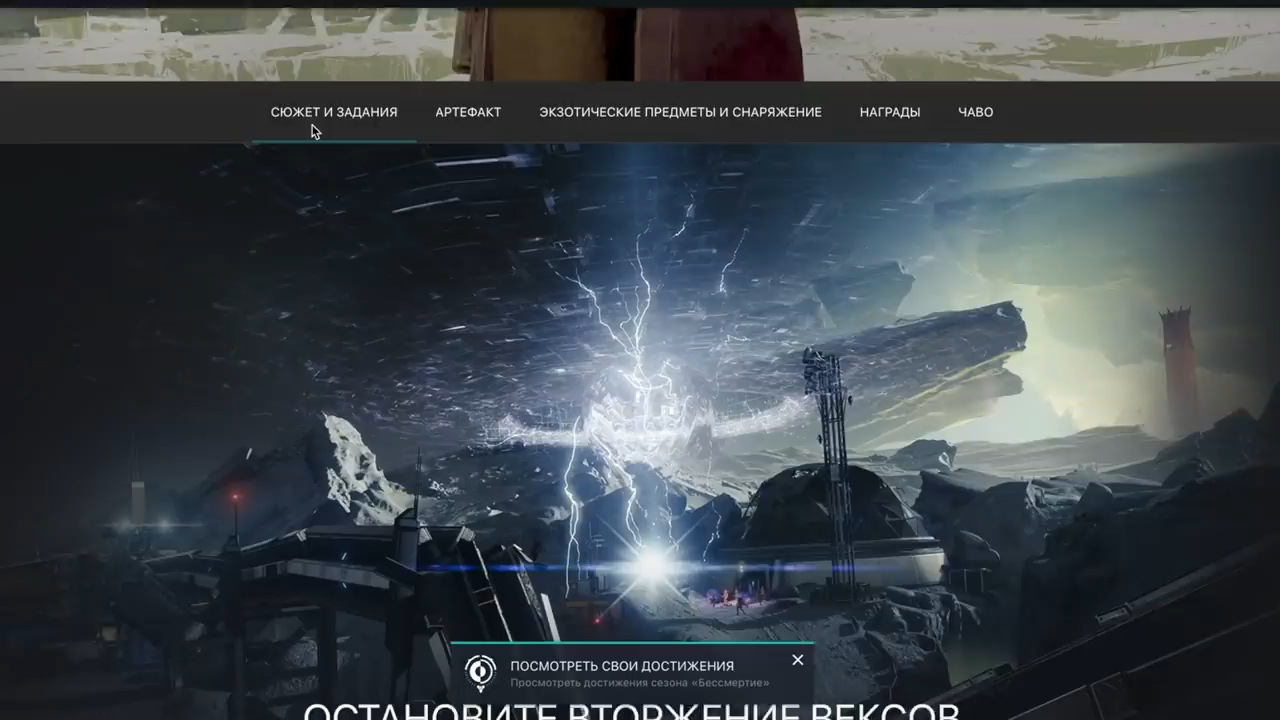 СЮЖЕТ И ЗАДАНИЯ АРТЕФАКТ ЭКЗОТИЧЕСКИЕ ПРЕДМЕТЫ И СНАРЯЖЕНИЕ НАГРАДЫ ЧАВО
ПОСМОТРЕТЬ СВОИ ДОСТИЖЕНИЯ
Просмотреть достижения сезона «Бессмертие»
ОСТАНОВИТЕ ВТОРЖЕНИЕ ВЕКСОВ